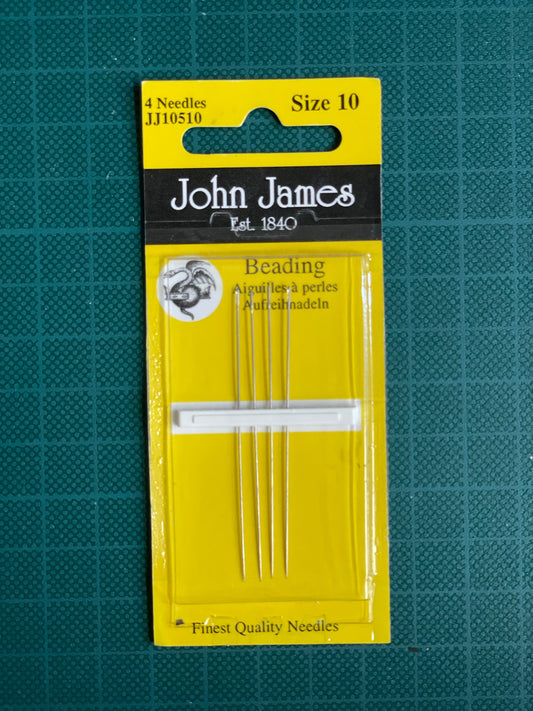 4 Needles
JJ10510
Size 10
John James
Est. 1840
Beading
Aiguilles à perles
Aufreihnadeln
Finest Quality Needles